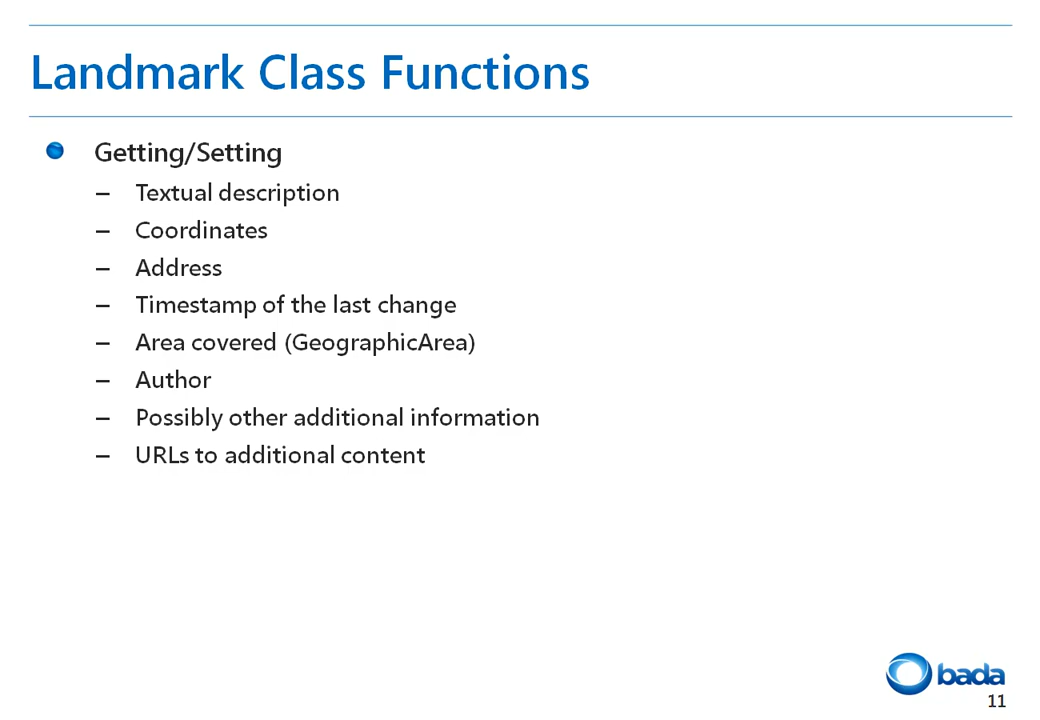 Landmark Class Functions
Getting/Setting
– Textual description
– Coordinates
– Address
– Timestamp of the last change
– Area covered (GeographicArea)
– Author
– Possibly other additional information
– URLs to additional content
bada
11